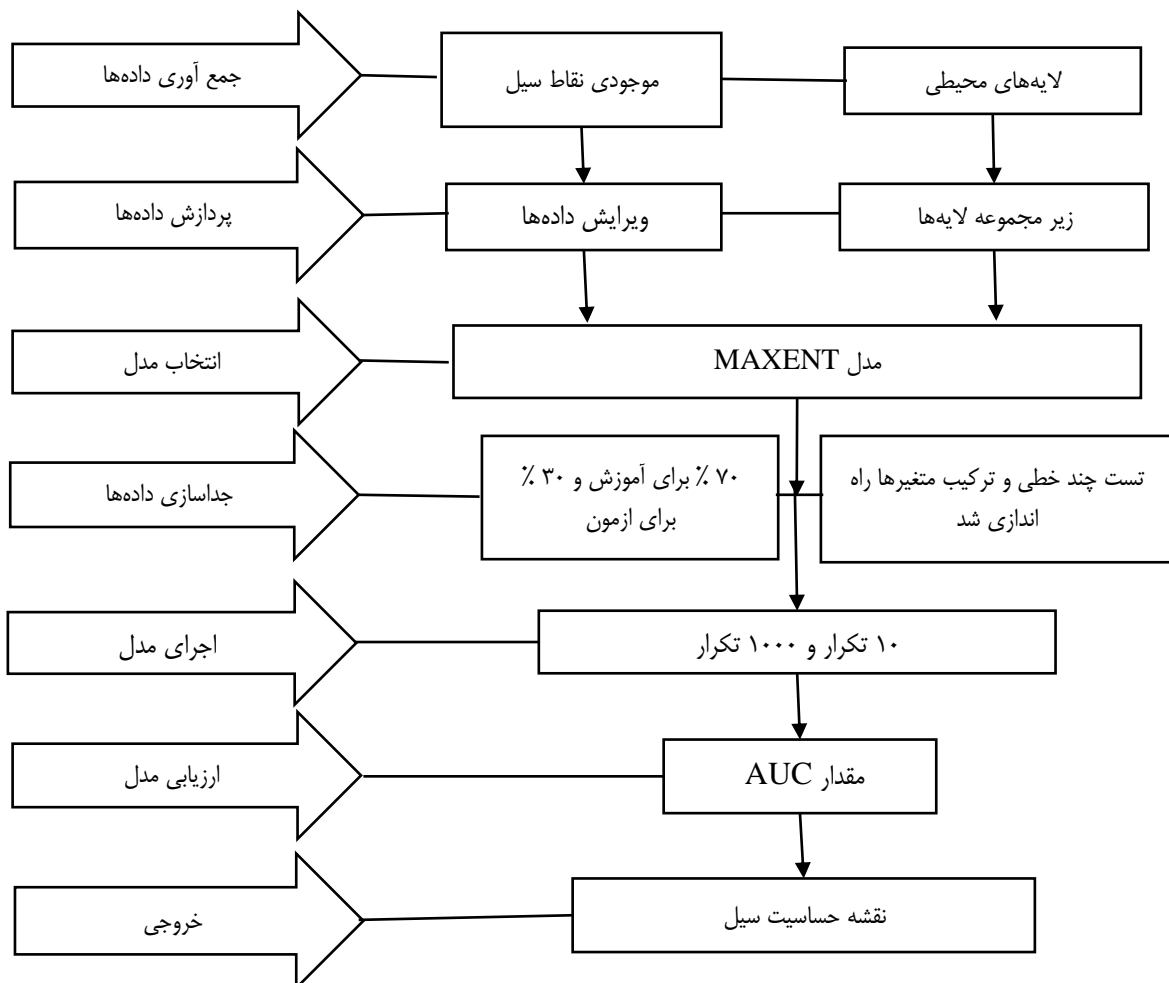 جمع آوری داده‌ها
موجودی نقاط سیل
لایه‌های محیطی
پردازش داده‌ها
ویرایش داده‌ها
زیر مجموعه لایه‌ها
انتخاب مدل
مدل MAXENT
جداسازی داده‌ها
۷۰ ٪ برای آموزش و ۳۰ ٪
برای ازمون
تست چند خطی و ترکیب متغیرها راه
اندازی شد
اجرای مدل
۱۰ تکرار و ۱۰۰۰ تکرار
ارزیابی مدل
مقدار AUC
خروجی
نقشه حساسیت سیل